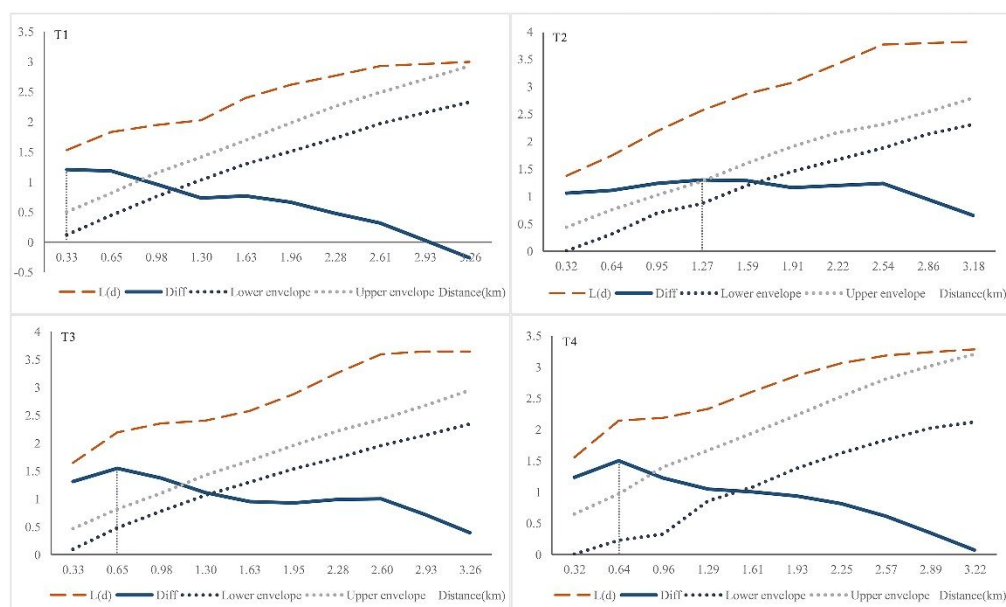 T1
3.5
3
2.5
2
1.5
1
0.5
0
-0.5
0.33 0.65 0.98 1.30 1.63 1.96 2.28 2.61 2.93 3.26
L(d) Diff Lower envelope Upper envelope Distance(km)
T2
4
3.5
3
2.5
2
1.5
1
0.5
0
0.32 0.64 0.95 1.27 1.59 1.91 2.22 2.54 2.86 3.18
L(d) Diff Lower envelope Upper envelope Distance(km)
T3
4
3.5
3
2.5
2
1.5
1
0.5
0
0.33 0.65 0.98 1.30 1.63 1.95 2.28 2.60 2.93 3.26
L(d) Diff Lower envelope Upper envelope Distance(km)
T4
3.5
3
2.5
2
1.5
1
0.5
0
0.32 0.64 0.96 1.29 1.61 1.93 2.25 2.57 2.89 3.22
L(d) Diff Lower envelope Upper envelope Distance(km)